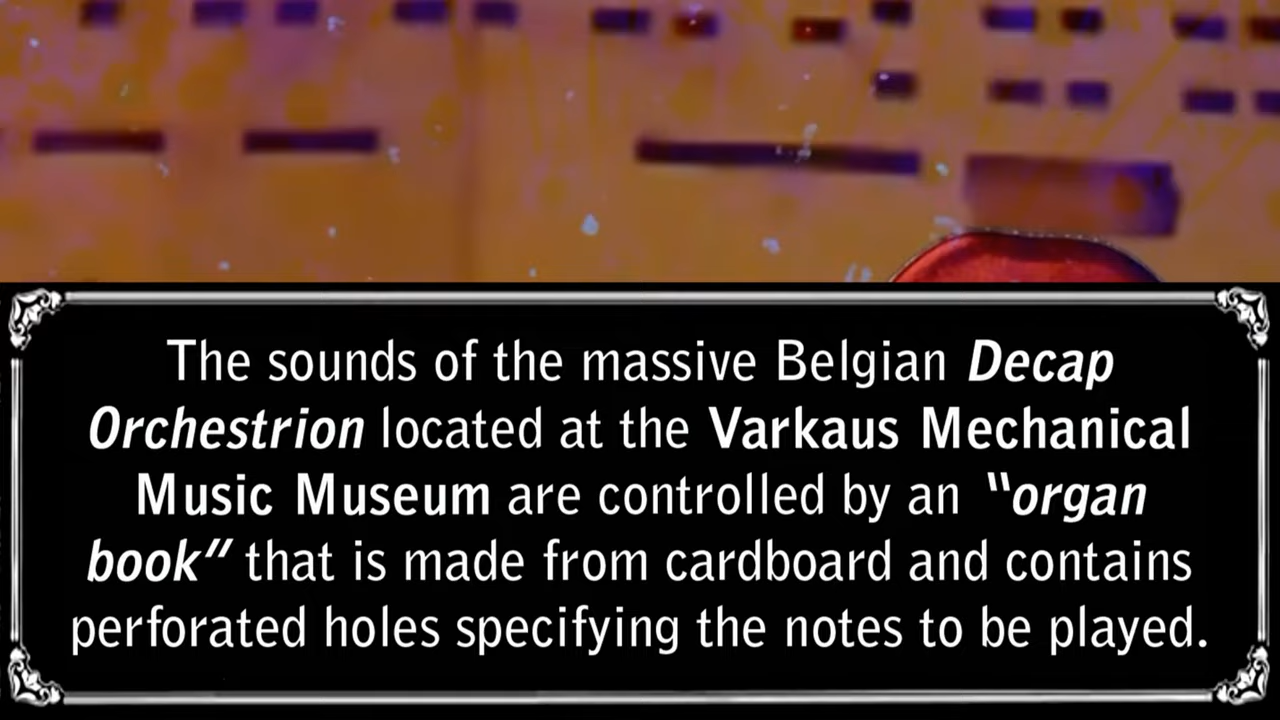 The sounds of the massive Belgian Decap
Orchestrion located at the Varkaus Mechanical
Music Museum are controlled by an “organ
book” that is made from cardboard and contains
perforated holes specifying the notes to be played.